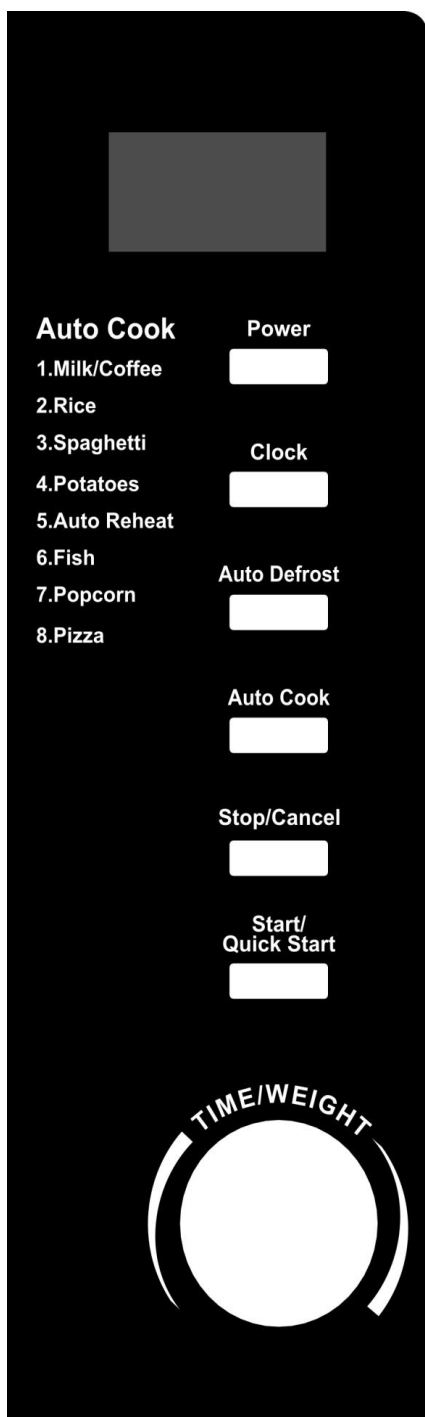 Auto Cook
1.Milk/Coffee
2.Rice
3.Spaghetti
4.Potatoes
5.Auto Reheat
6.Fish
7.Popcorn
8.Pizza
Power
Clock
Auto Defrost
Auto Cook
Stop/Cancel
Start/
Quick Start
TIME/WEIGHT